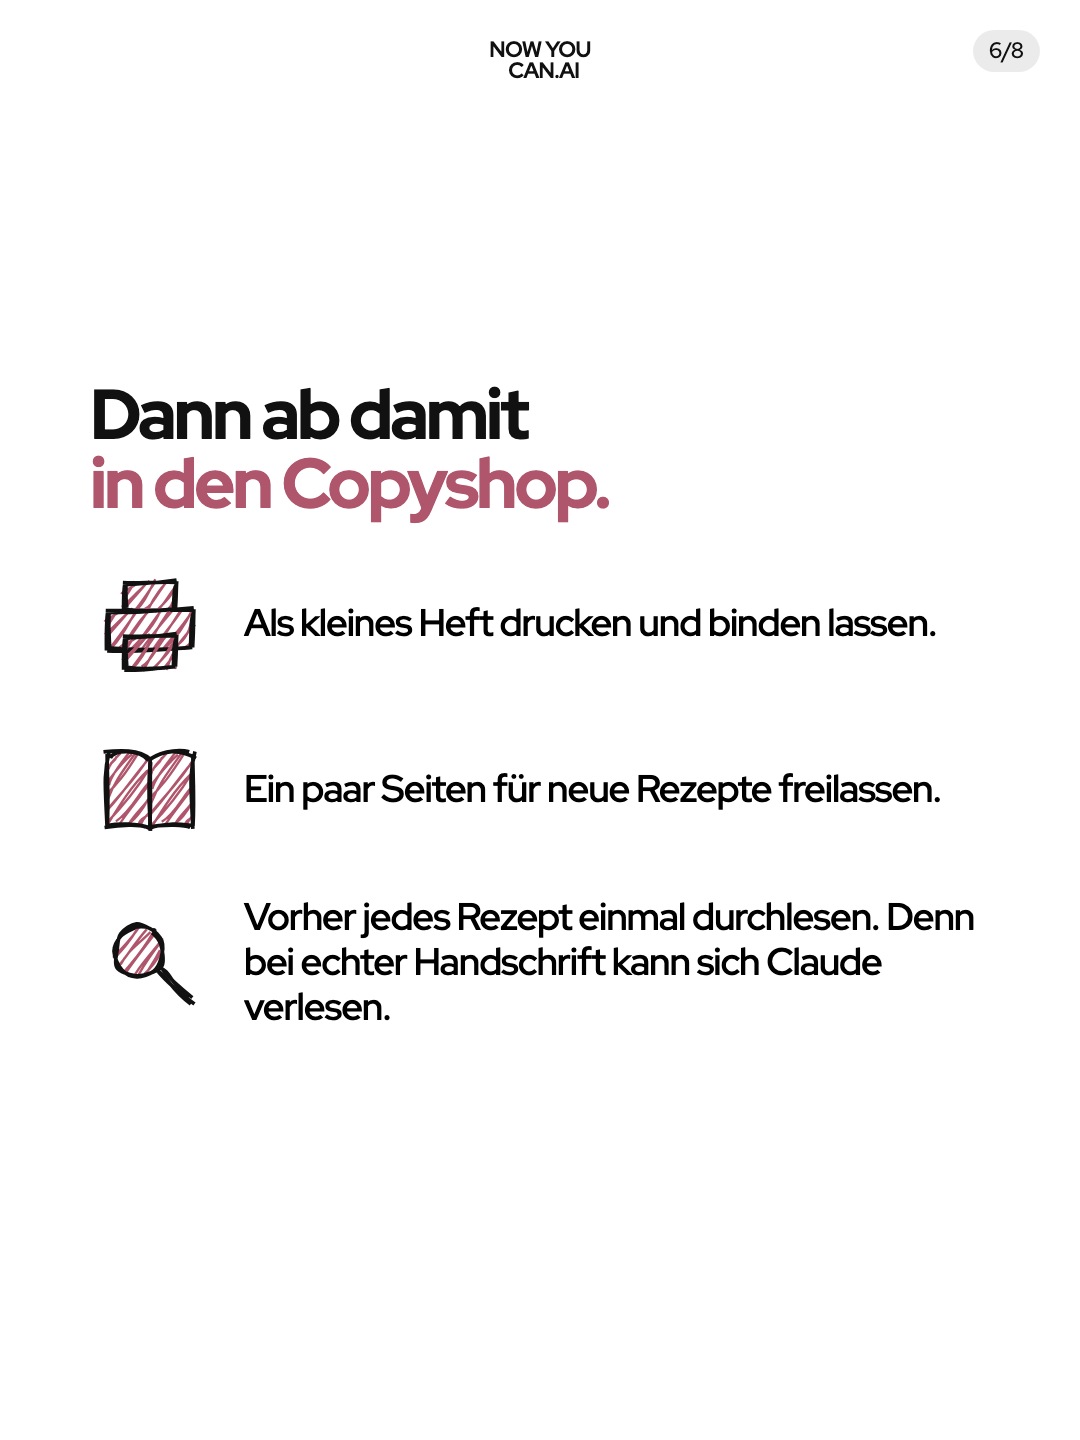 NOW YOU
CAN.AI
6/8
Dann ab damit
in den Copyshop.
Als kleines Heft drucken und binden lassen.
Ein paar Seiten für neue Rezepte freilassen.
Vorher jedes Rezept einmal durchlesen. Denn
bei echter Handschrift kann sich Claude
verlesen.